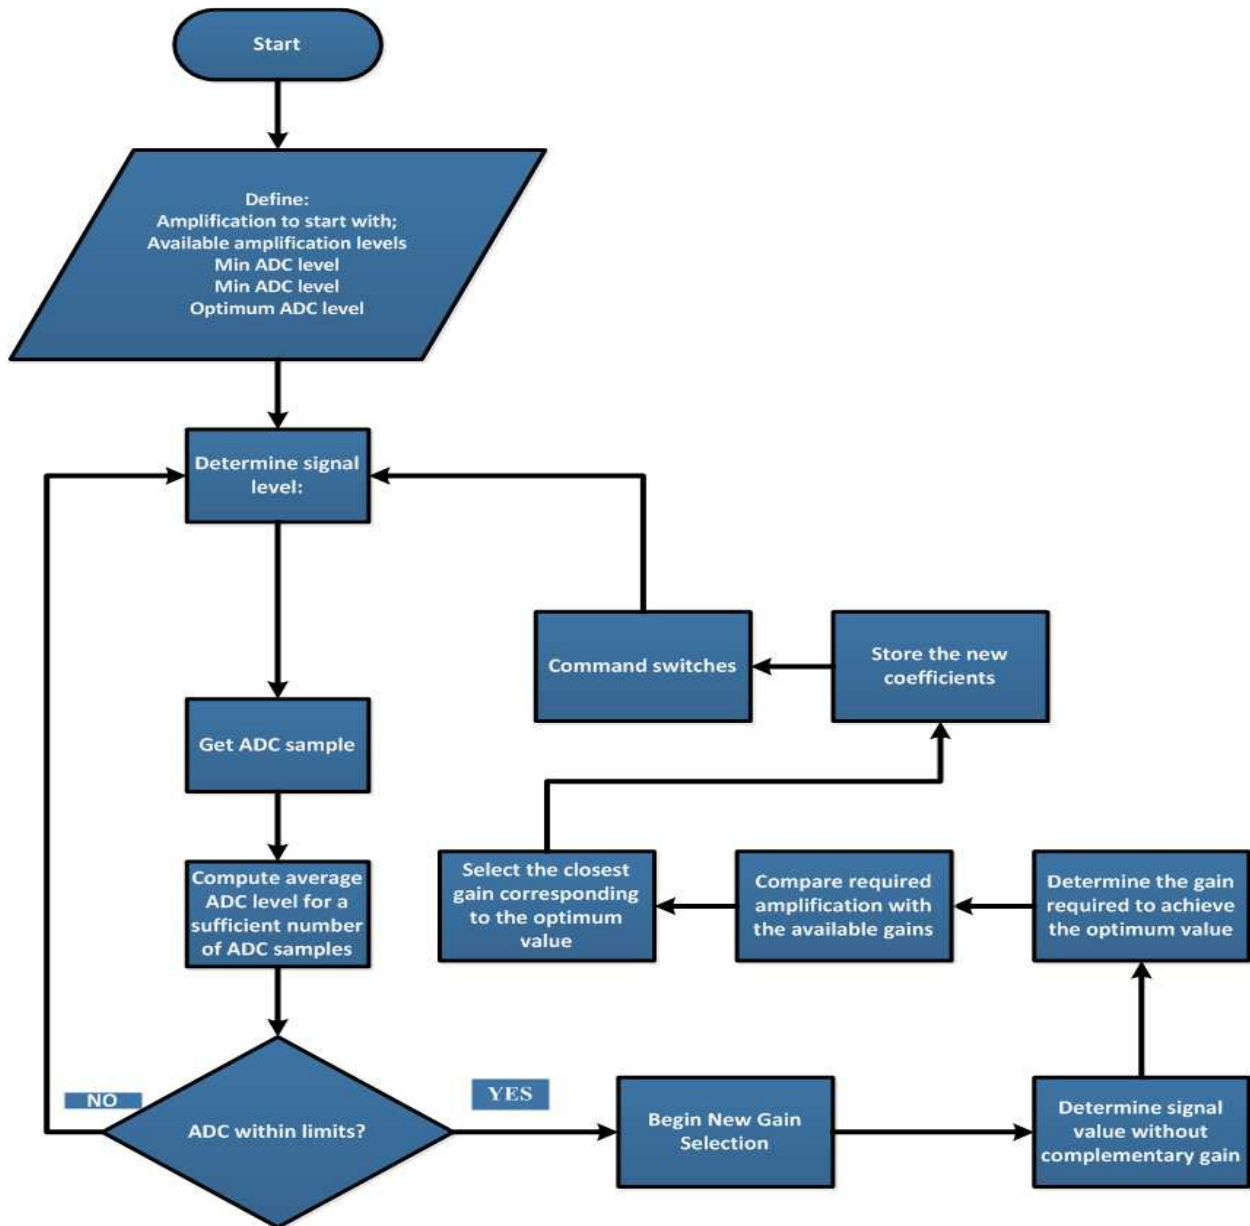 Start
Define:
Amplification to start with;
Available amplification levels
Min ADC level
Min ADC level
Optimum ADC level
Determine signal
level:
Get ADC sample
Compute average
ADC level for a
sufficient number
of ADC samples
ADC within limits?
NO
YES
Begin New Gain
Selection
Determine signal
value without
complementary gain
Determine the gain
required to achieve
the optimum value
Compare required
amplification with
the available gains
Select the closest
gain corresponding
to the optimum
value
Store the new
coefficients
Command switches